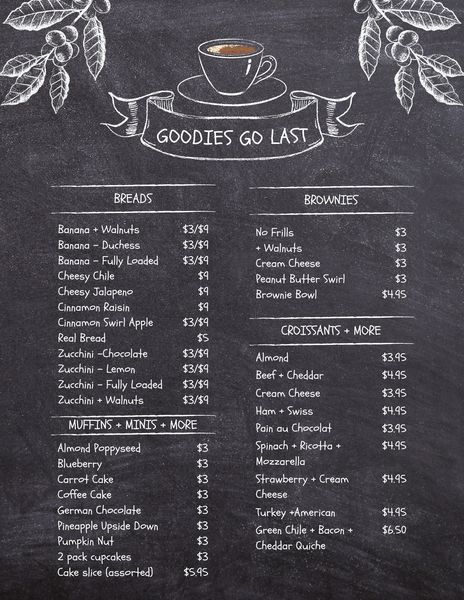 GOODIES GO LAST
BREADS
Banana + Walnuts $3/$9
Banana - Duchess $3/$9
Banana - Fully Loaded $3/$9
Cheesy Chile $9
Cheesy Jalapeno $9
Cinnamon Raisin $9
Cinnamon Swirl Apple $3/$9
Real Bread $5
Zucchini -Chocolate $3/$9
Zucchini - Lemon $3/$9
Zucchini - Fully Loaded $3/$9
Zucchini + Walnuts $3/$9
MUFFINS + MINIS + MORE
Almond Poppyseed $3
Blueberry $3
Carrot Cake $3
Coffee Cake $3
German Chocolate $3
Pineapple Upside Down $3
Pumpkin Nut $3
2 pack cupcakes $3
Cake slice (assorted) $5.95
BROWNIES
No Frills $3
+ Walnuts $3
Cream Cheese $3
Peanut Butter Swirl $3
Brownie Bowl $4.95
CROISSANTS + MORE
Almond $3.95
Beef + Cheddar $4.95
Cream Cheese $3.95
Ham + Swiss $4.95
Pain au Chocolat $3.95
Spinach + Ricotta + $4.95
Mozzarella
Strawberry + Cream $4.95
Cheese
Turkey +American $4.95
Green Chile + Bacon + $6.50
Cheddar Quiche